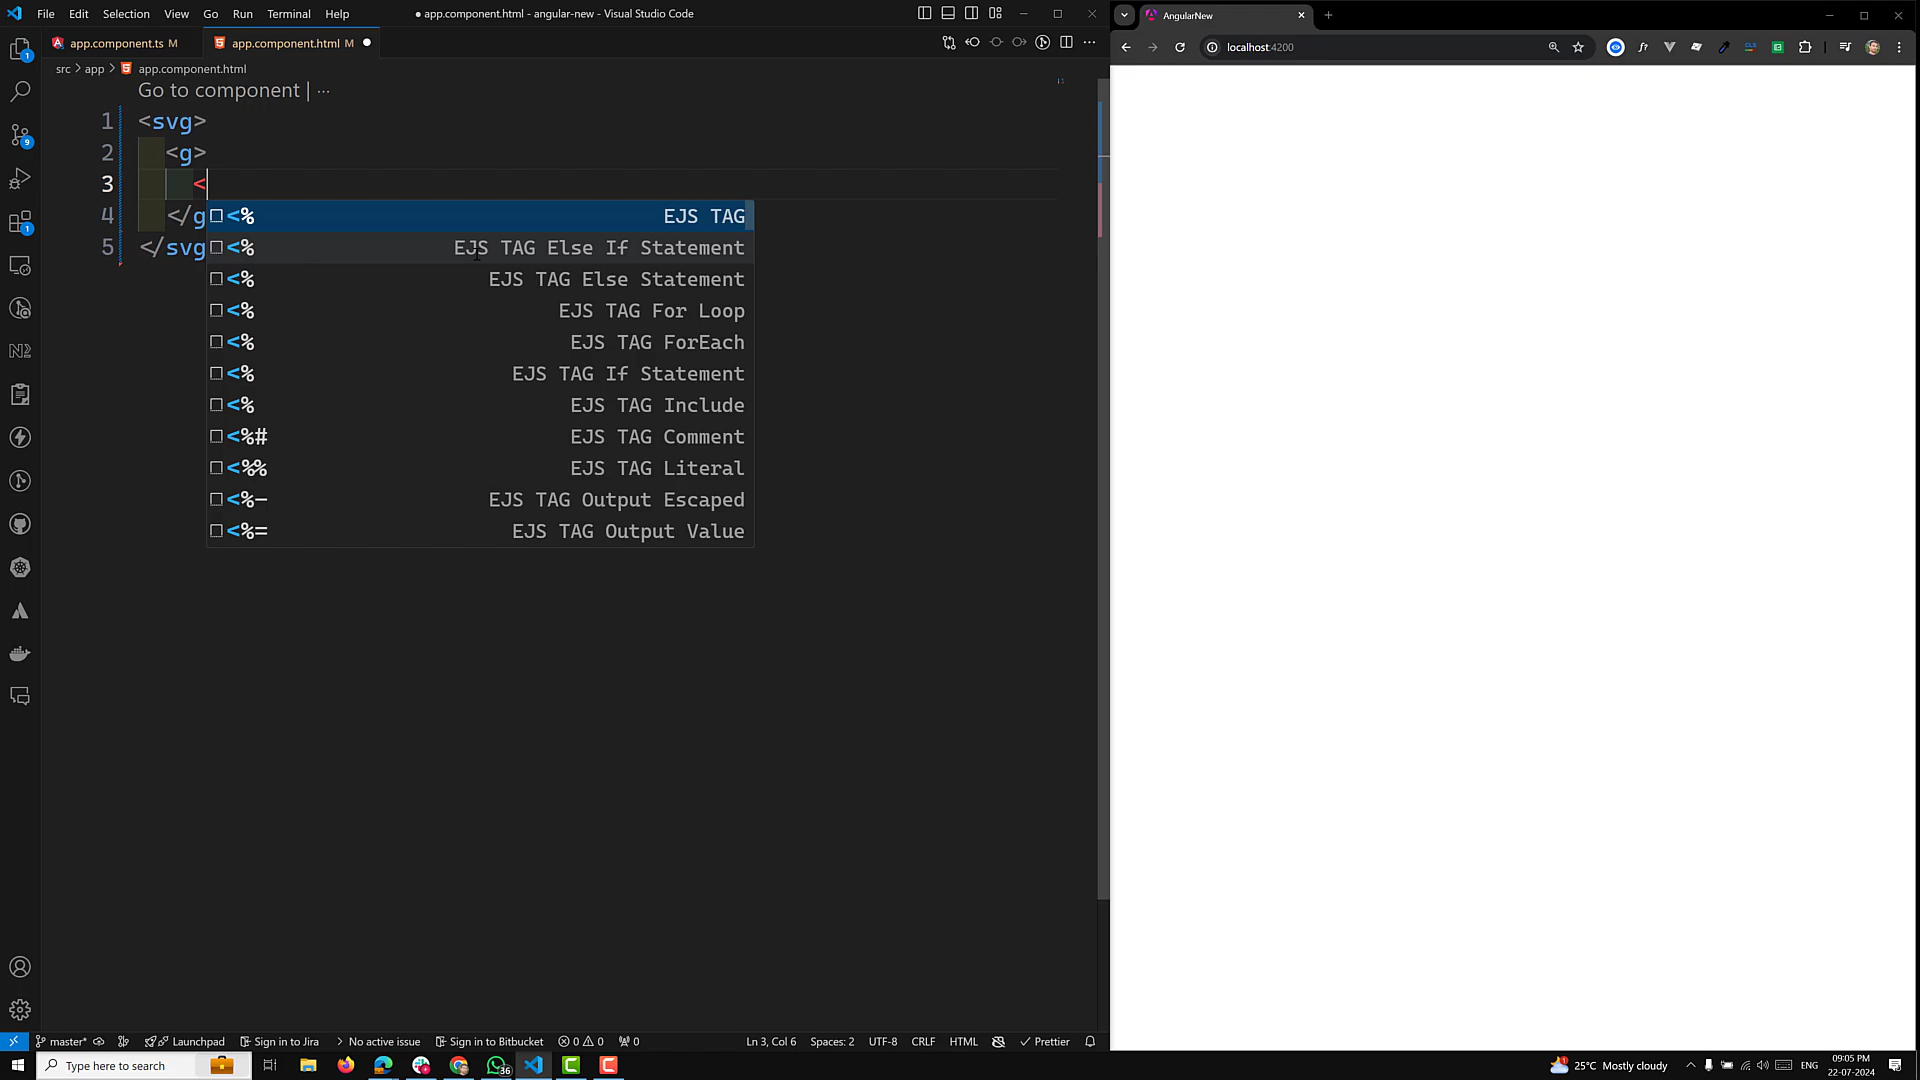 File Edit Selection View Go Run Terminal Help
● app.component.html - angular-new - Visual Studio Code
app.component.ts M
app.component.html M ●
src > app > app.component.html
Go to component | ···
1 <svg>
2 <g>
3 <
4 </g
5 </svg
<% EJS TAG
<% EJS TAG Else If Statement
<% EJS TAG Else Statement
<% EJS TAG For Loop
<% EJS TAG ForEach
<% EJS TAG If Statement
<% EJS TAG Include
<%# EJS TAG Comment
<%% EJS TAG Literal
<%- EJS TAG Output Escaped
<%= EJS TAG Output Value
master* Launchpad Sign in to Jira No active issue Sign in to Bitbucket 0 0 0 Ln 3, Col 6 Spaces: 2 UTF-8 CRLF HTML Prettier
AngularNew
localhost:4200
Type here to search
36
25°C Mostly cloudy
ENG
09:05 PM
22-07-2024